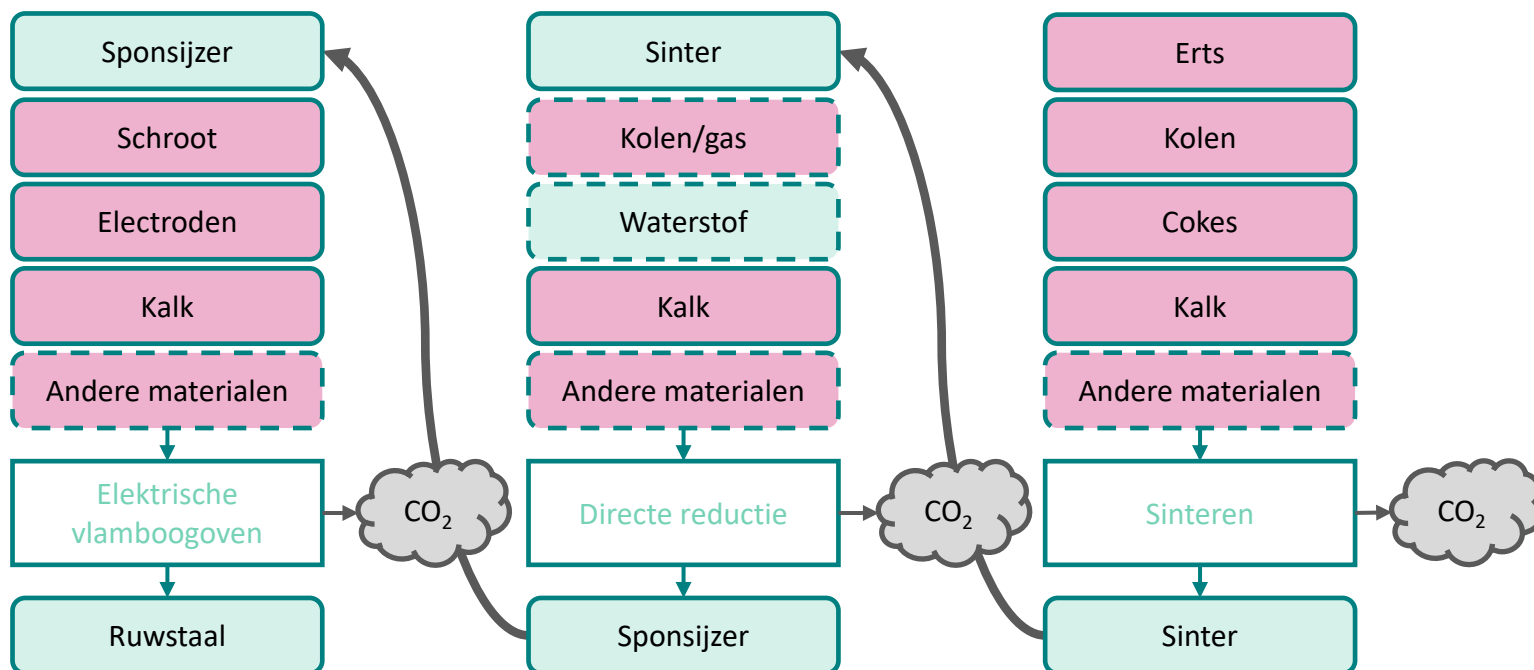 Sponsijzer
Schroot
Electroden
Kalk
Andere materialen
Elektrische
vlamboogoven
CO₂
Ruwstaal
Sinter
Kolen/gas
Waterstof
Kalk
Andere materialen
Directe reductie
CO₂
Sponsijzer
Erts
Kolen
Cokes
Kalk
Andere materialen
Sinteren
CO₂
Sinter